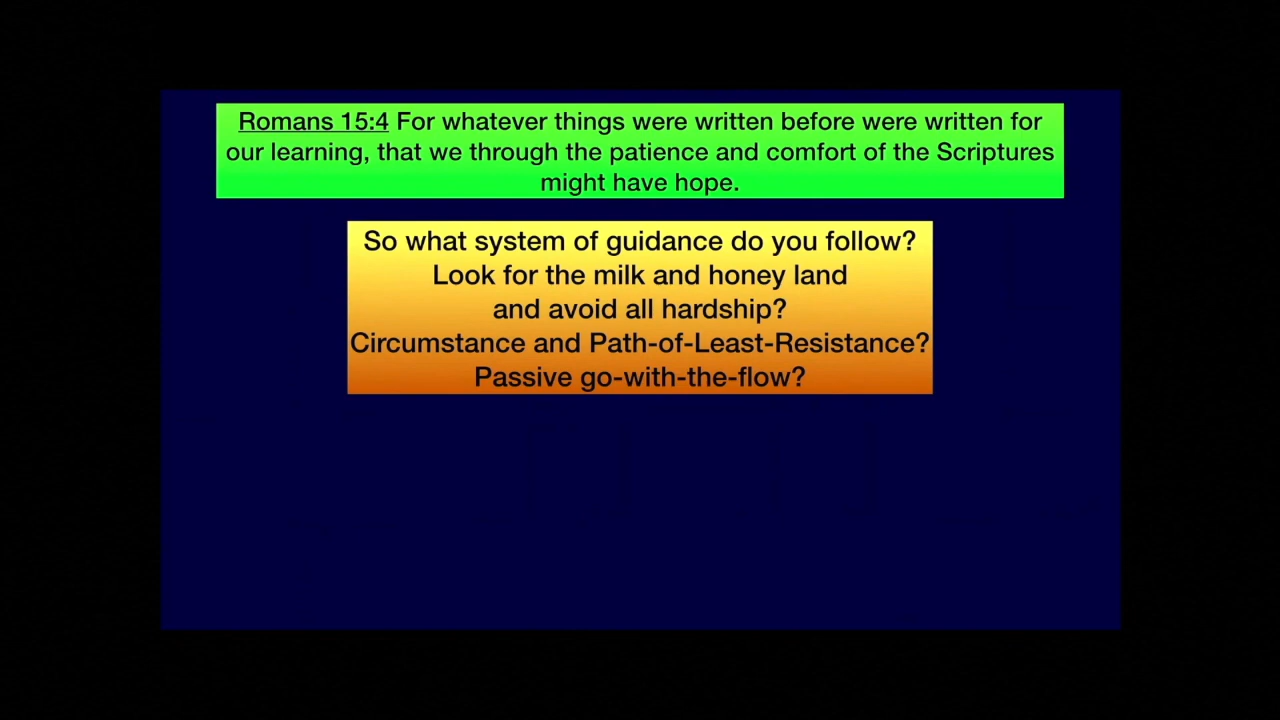 Romans 15:4 For whatever things were written before were written for
our learning, that we through the patience and comfort of the Scriptures
might have hope.
So what system of guidance do you follow?
Look for the milk and honey land
and avoid all hardship?
Circumstance and Path-of-Least-Resistance?
Passive go-with-the-flow?